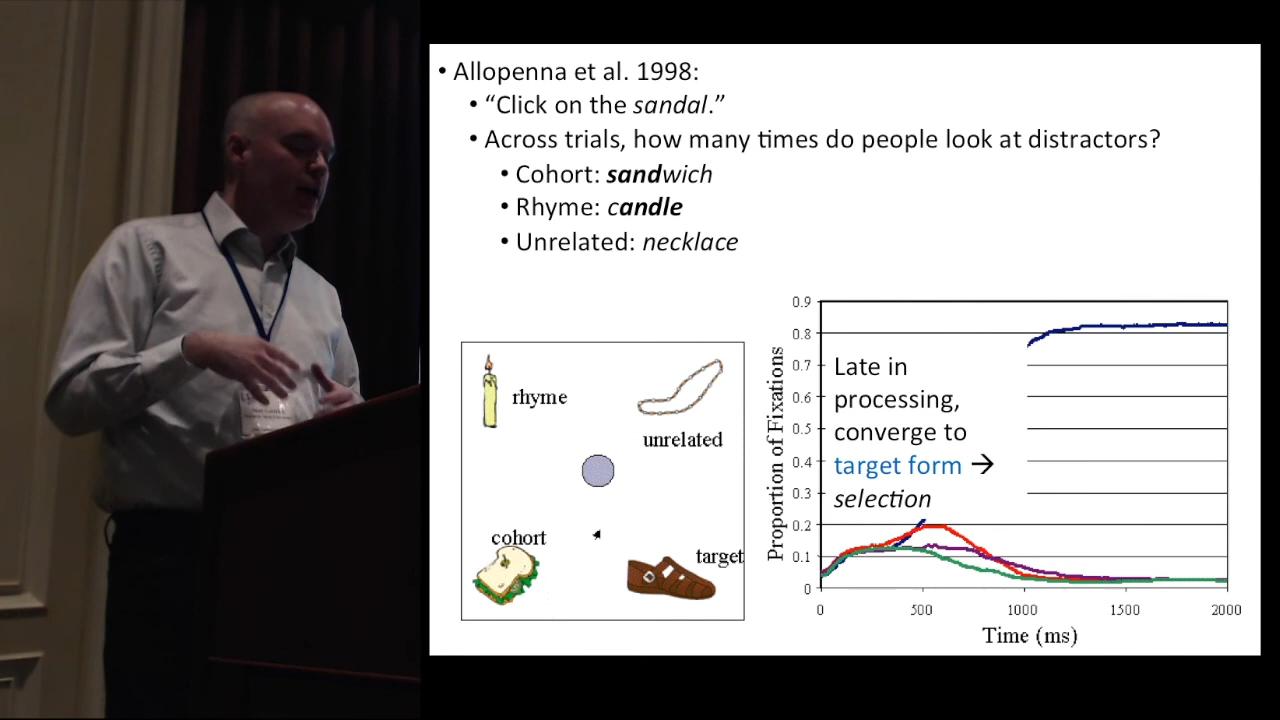 • Allopenna et al. 1998:
• “Click on the sandal.”
• Across trials, how many times do people look at distractors?
• Cohort: sandwich
• Rhyme: candle
• Unrelated: necklace
rhyme
unrelated
cohort
target
Proportion of Fixations
0.9
0.8
0.7
0.6
0.5
0.4
0.3
0.2
0.1
0
Late in
processing,
converge to
target form →
selection
0 500 1000 1500 2000
Time (ms)